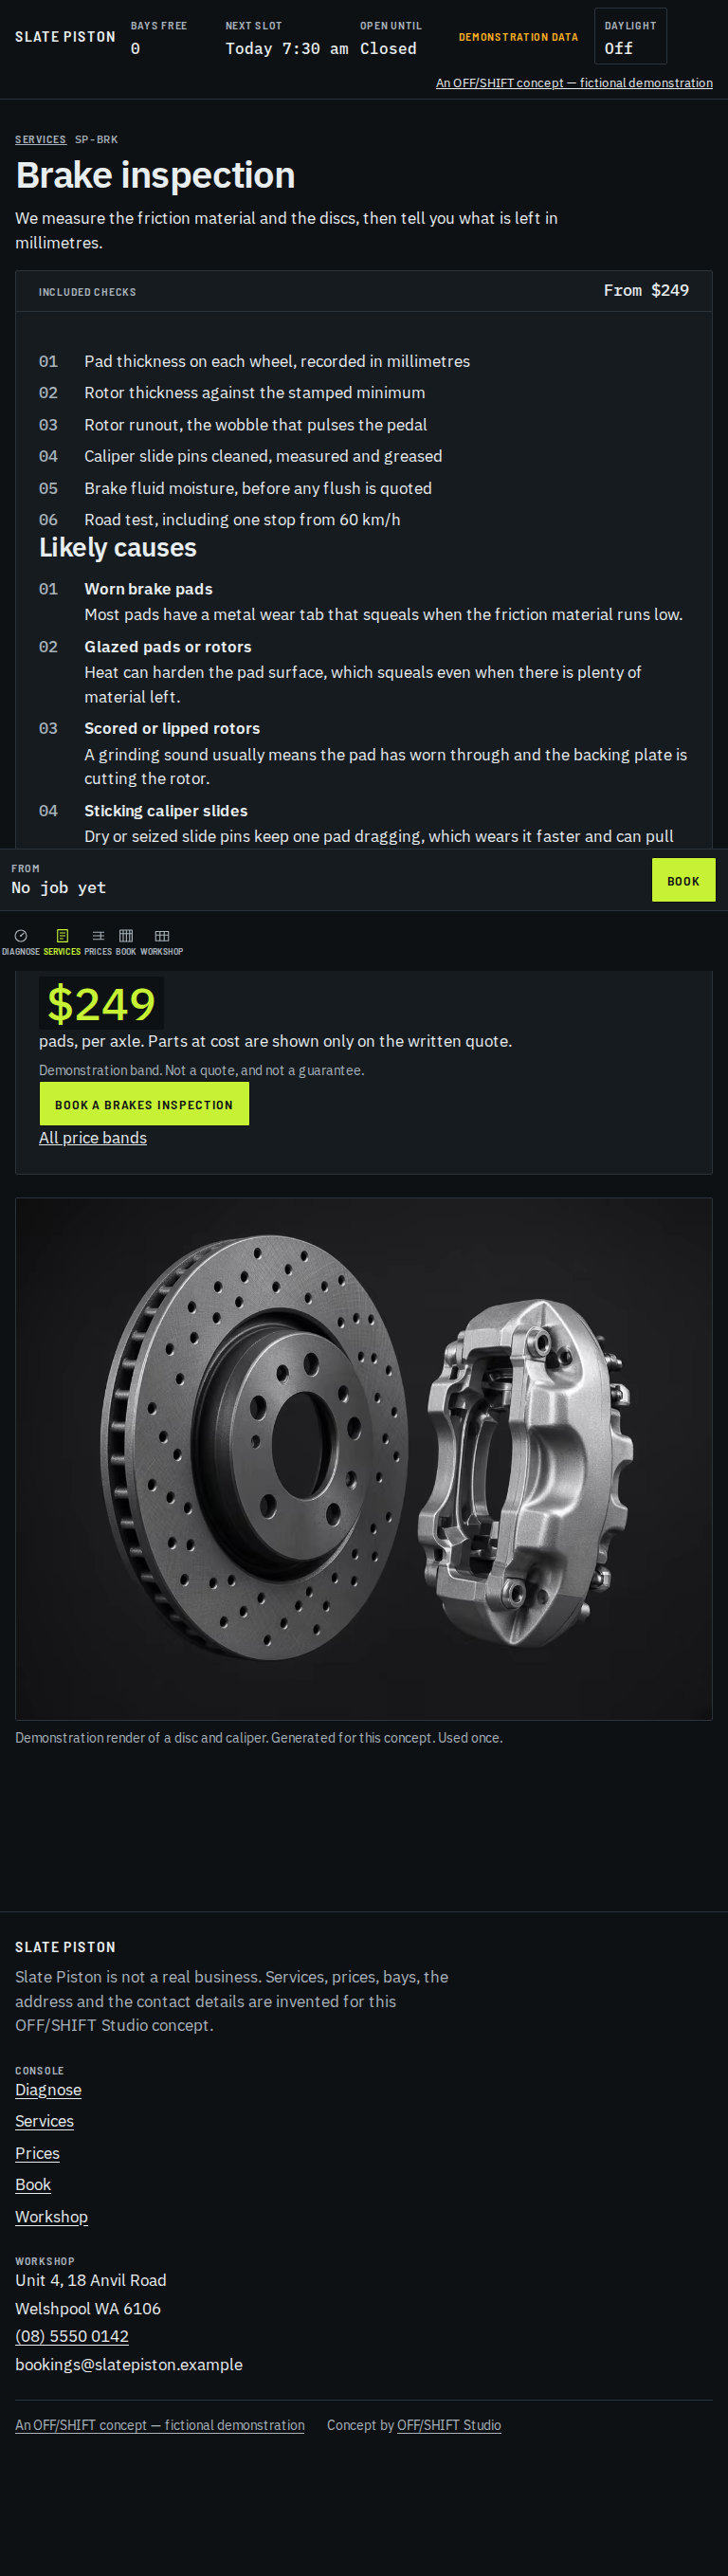 SLATE PISTON
BAYS FREE
0
NEXT SLOT
Today 7:30 am
OPEN UNTIL
Closed
DEMONSTRATION DATA
DAYLIGHT
Off
An OFF/SHIFT concept — fictional demonstration
SERVICES SP-BRK
Brake inspection
We measure the friction material and the discs, then tell you what is left in
millimetres.
INCLUDED CHECKS
From $249
01 Pad thickness on each wheel, recorded in millimetres
02 Rotor thickness against the stamped minimum
03 Rotor runout, the wobble that pulses the pedal
04 Caliper slide pins cleaned, measured and greased
05 Brake fluid moisture, before any flush is quoted
06 Road test, including one stop from 60 km/h
Likely causes
01 Worn brake pads
Most pads have a metal wear tab that squeals when the friction material runs low.
02 Glazed pads or rotors
Heat can harden the pad surface, which squeals even when there is plenty of
material left.
03 Scored or lipped rotors
A grinding sound usually means the pad has worn through and the backing plate is
cutting the rotor.
04 Sticking caliper slides
Dry or seized slide pins keep one pad dragging, which wears it faster and can pull
FROM
No job yet
BOOK
DIAGNOSE SERVICES PRICES BOOK WORKSHOP
$249
pads, per axle. Parts at cost are shown only on the written quote.
Demonstration band. Not a quote, and not a guarantee.
BOOK A BRAKES INSPECTION
All price bands
Demonstration render of a disc and caliper. Generated for this concept. Used once.
SLATE PISTON
Slate Piston is not a real business. Services, prices, bays, the
address and the contact details are invented for this
OFF/SHIFT Studio concept.
CONSOLE
Diagnose
Services
Prices
Book
Workshop
WORKSHOP
Unit 4, 18 Anvil Road
Welshpool WA 6106
(08) 5550 0142
bookings@slatepiston.example
An OFF/SHIFT concept — fictional demonstration
Concept by OFF/SHIFT Studio